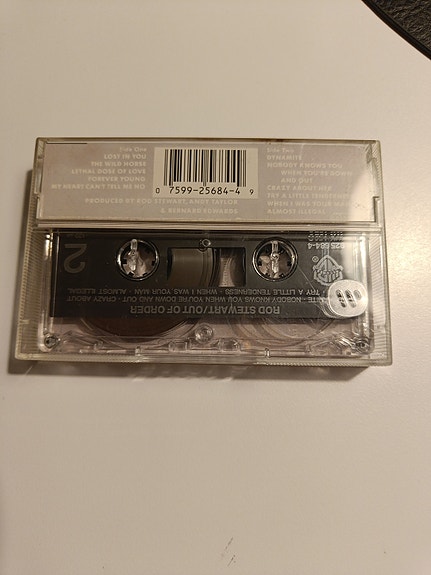 Side One
LOST IN YOU
THE WILD HORSE
LETHAL DOSE OF LOVE
FOREVER YOUNG
MY HEART CAN'T TELL ME NO
PRODUCED BY ROD STEWART, ANDY TAYLOR
& BERNARD EDWARDS
0 7599-25684-4 9
Side Two
DYNAMITE
NOBODY KNOWS YOU
WHEN YOU'RE DOWN
AND OUT
CRAZY ABOUT HER
TRY A LITTLE TENDERNESS
WHEN I WAS YOUR MAN
ALMOST ILLEGAL
ROD STEWART/OUT OF ORDER
NOBODY KNOWS YOU WHEN YOU'RE DOWN AND OUT - CRAZY ABOUT
TRY A LITTLE TENDERNESS - WHEN I WAS YOUR MAN - ALMOST ILLEGAL
2